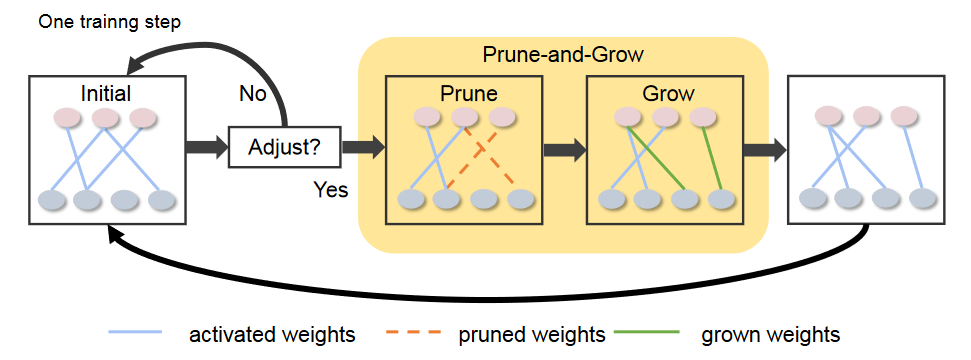 One trainng step
Prune-and-Grow
Initial
No
Prune
Grow
Adjust?
Yes
activated weights
pruned weights
grown weights